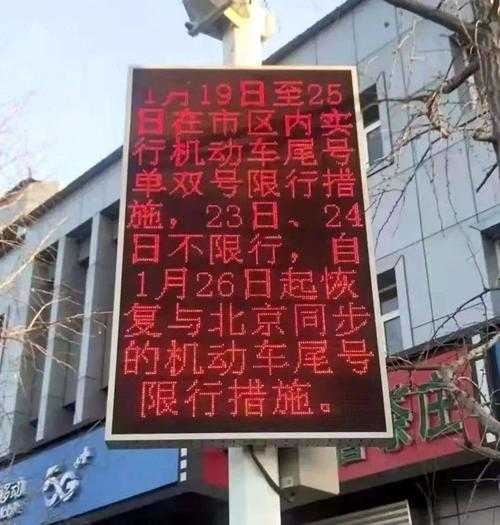 1月19日至25
日在市区内实
行机动车尾号
单双号限行措
施，23日、24
日不限行，自
1月26日起恢
复与北京同步
的机动车尾号
限行措施。
5G
茶庄